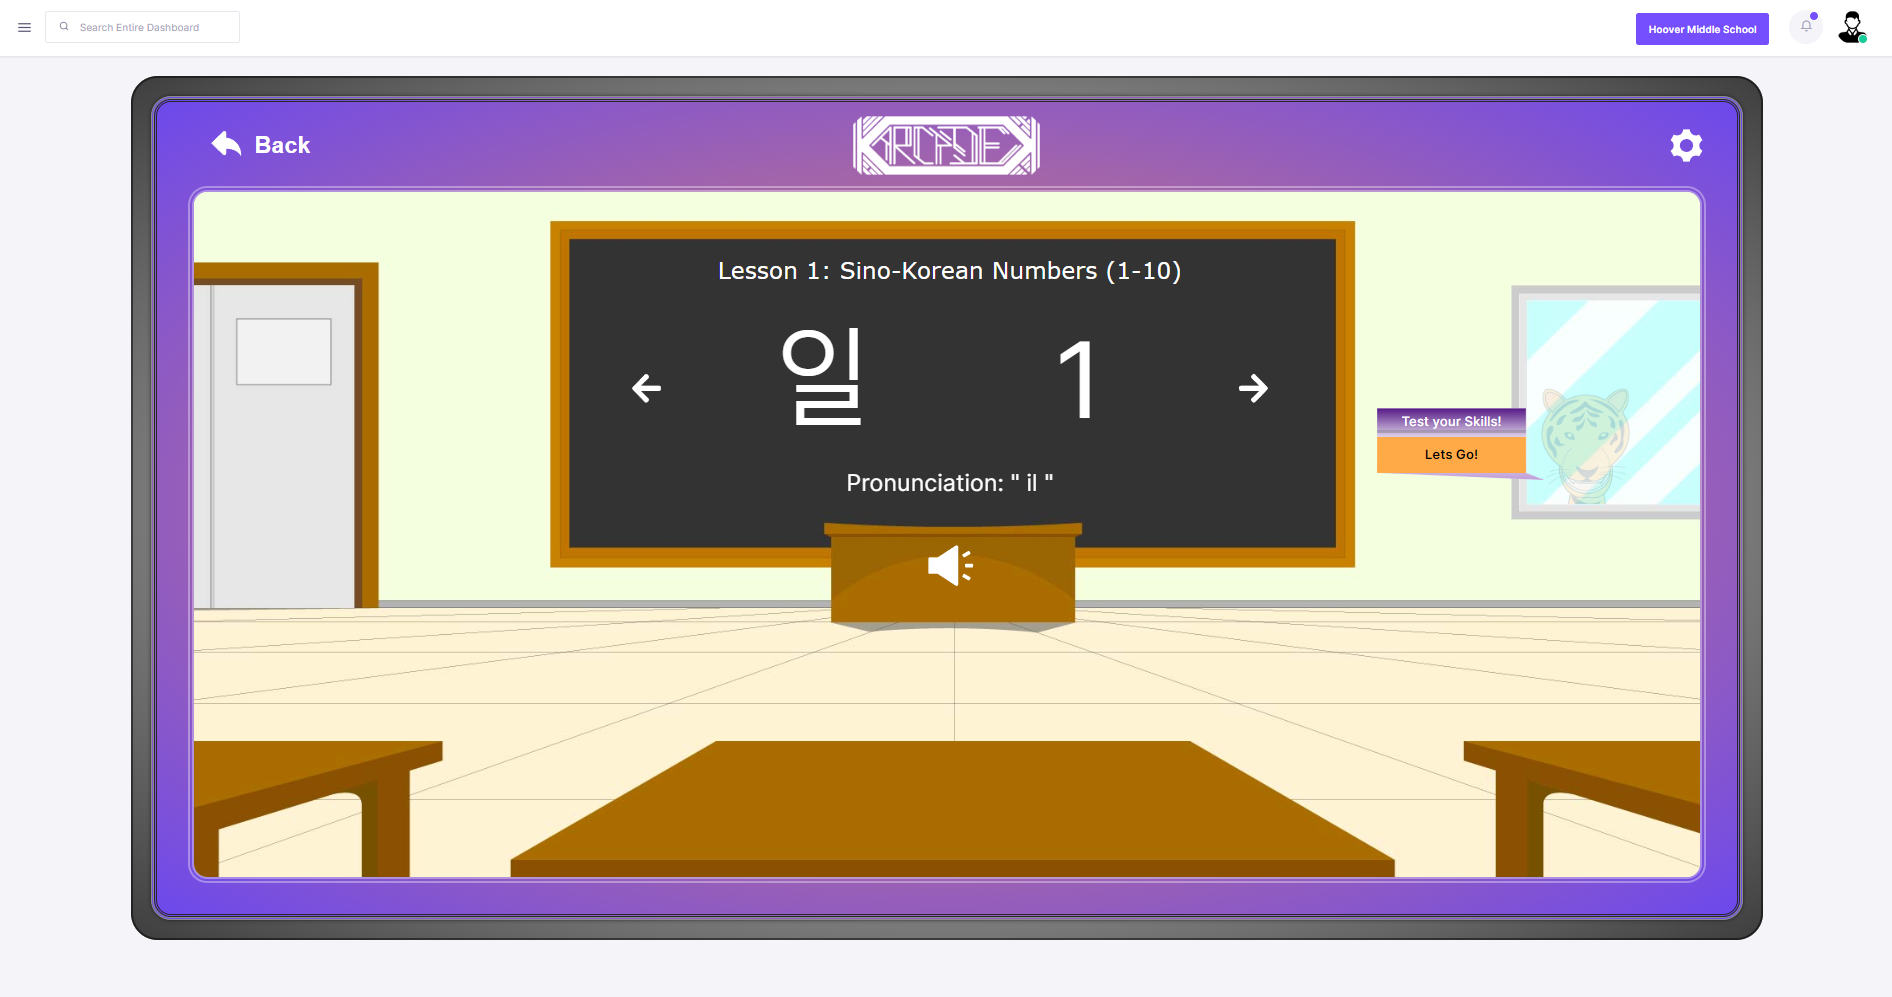 Search Entire Dashboard
Hoover Middle School
Back
ARCADE
Lesson 1: Sino-Korean Numbers (1-10)
일 1
Pronunciation: " il "
Test your Skills!
Lets Go!